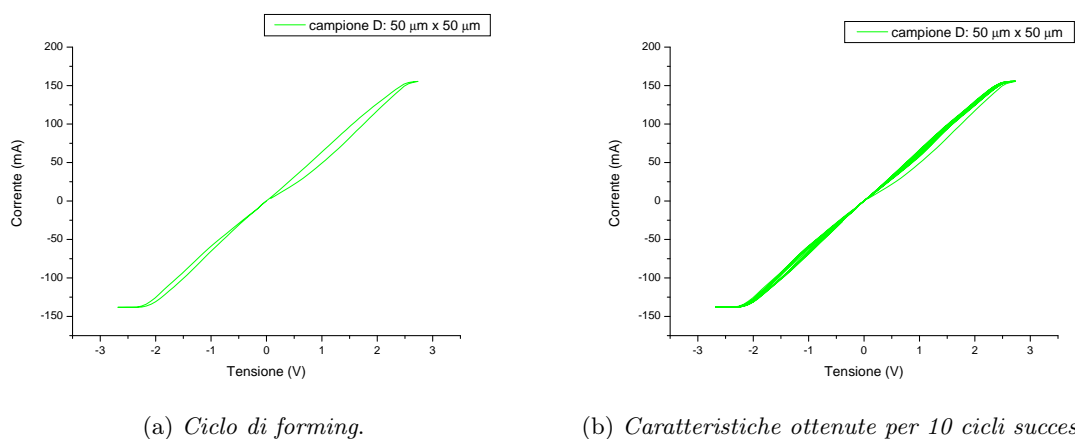 campione D: 50 μm x 50 μm
200
150
100
50
0
-50
-100
-150
Corrente (mA)
-3 -2 -1 0 1 2 3
Tensione (V)
(a) Ciclo di forming.
campione D: 50 μm x 50 μm
200
150
100
50
0
-50
-100
-150
Corrente (mA)
-3 -2 -1 0 1 2 3
Tensione (V)
(b) Caratteristiche ottenute per 10 cicli succes